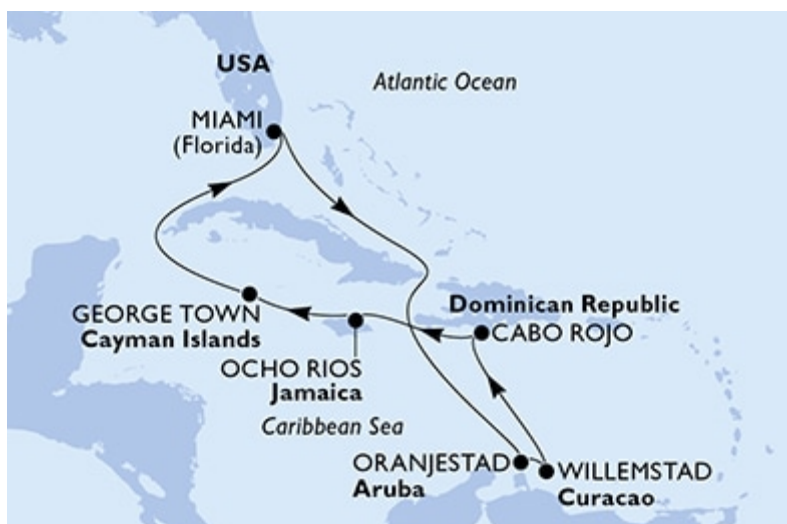 USA
Atlantic Ocean
MIAMI
(Florida)
GEORGE TOWN
Cayman Islands
Dominican Republic
CABO ROJO
OCHO RIOS
Jamaica
Caribbean Sea
ORANJESTAD
Aruba
WILLEMSTAD
Curacao